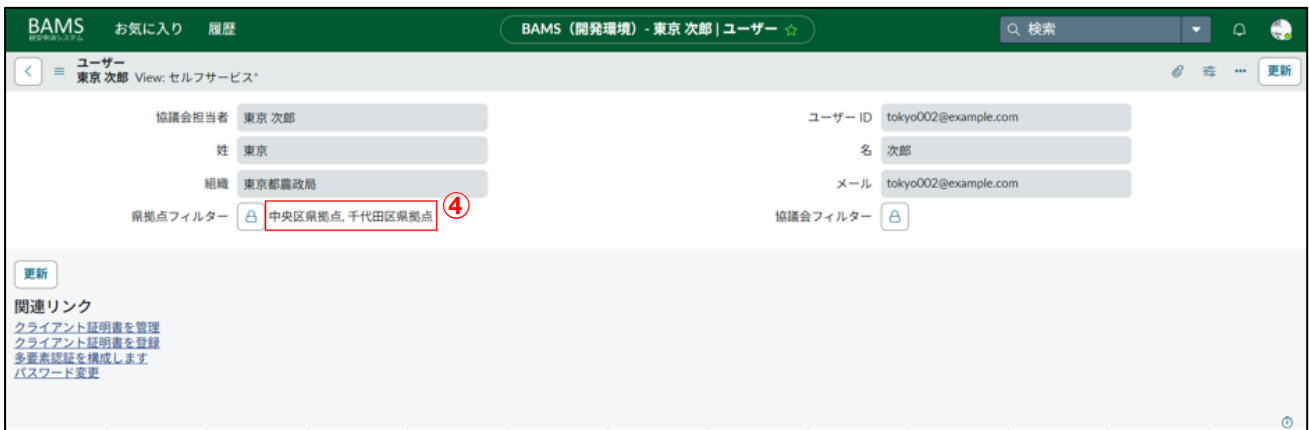 BAMS お気に入り 履歴 BAMS（開発環境）- 東京 次郎 | ユーザー ☆ 検索
経安申請システム
ユーザー
東京 次郎 View: セルフサービス*
更新
協議会担当者 東京 次郎 ユーザー ID tokyo002@example.com
姓 東京 名 次郎
組織 東京都農政局 メール tokyo002@example.com
県拠点フィルター 中央区県拠点, 千代田区県拠点 ④ 協議会フィルター
更新
関連リンク
クライアント証明書を管理
クライアント証明書を登録
多要素認証を構成します
パスワード変更